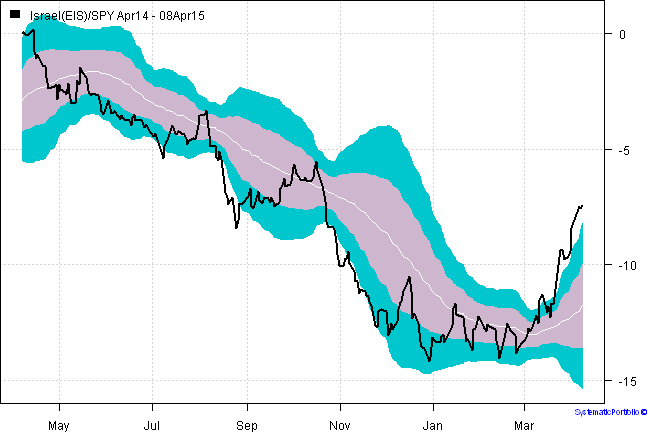 Israel(EIS)/SPY Apr14 - 08Apr15
0
-5
-10
-15
May Jul Sep Nov Jan Mar
SystematicPortfolio ©